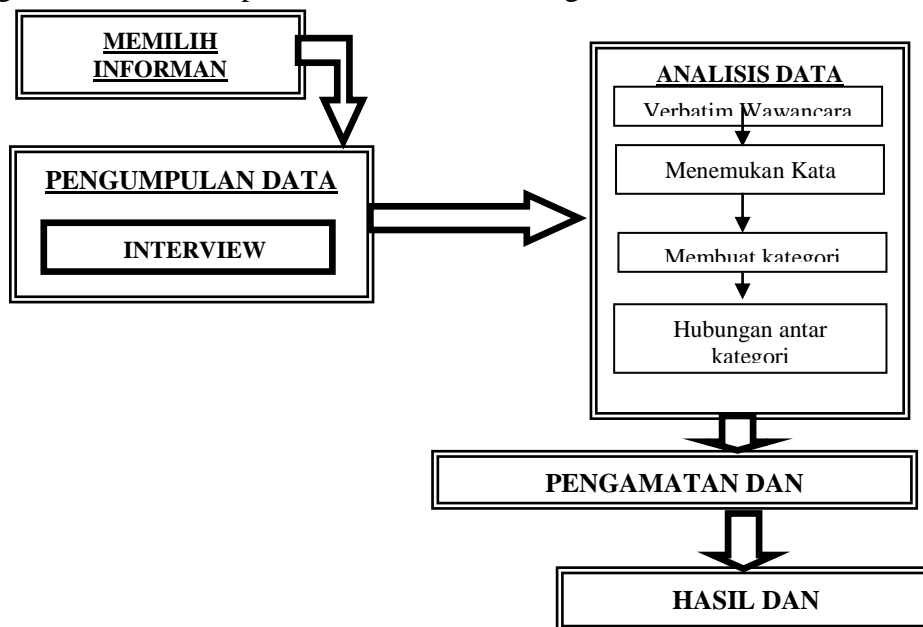 MEMILIH
INFORMAN
PENGUMPULAN DATA
INTERVIEW
ANALISIS DATA
Verbatim Wawancara
Menemukan Kata
Membuat kategori
Hubungan antar
kategori
PENGAMATAN DAN
HASIL DAN